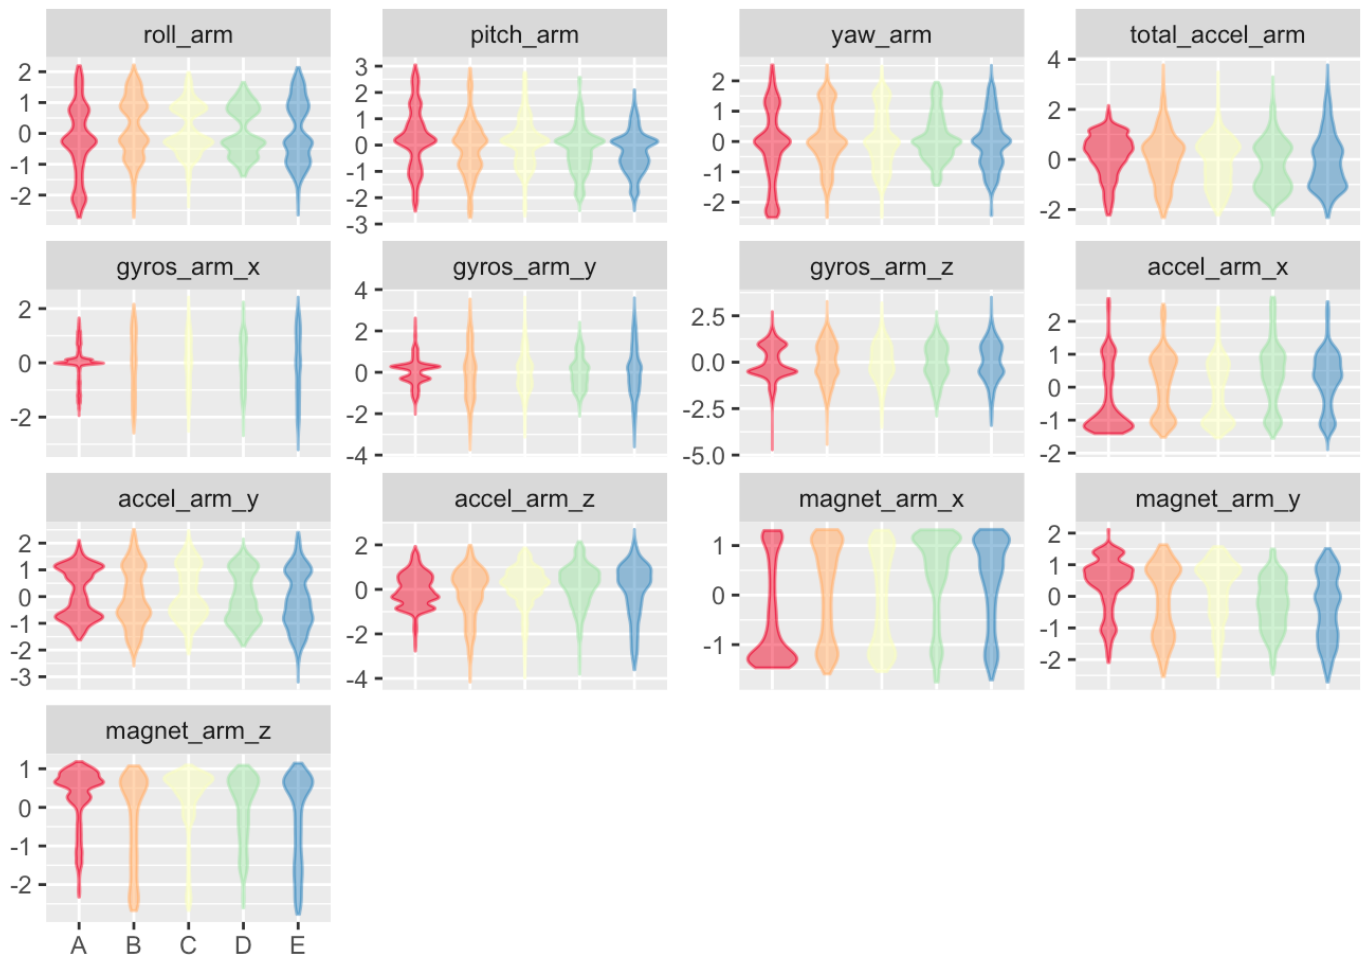 roll_arm pitch_arm yaw_arm total_accel_arm
2 1 0 -1 -2
3 2 1 0 -1 -2 -3
2 1 0 -1 -2
4 2 0 -2
gyros_arm_x gyros_arm_y gyros_arm_z accel_arm_x
2 0 -2
4 2 0 -2 -4
2.5 0.0 -2.5 -5.0
2 1 0 -1 -2
accel_arm_y accel_arm_z magnet_arm_x magnet_arm_y
2 1 0 -1 -2 -3
2 0 -2 -4
1 0 -1
2 1 0 -1 -2
magnet_arm_z
1 0 -1 -2
A B C D E